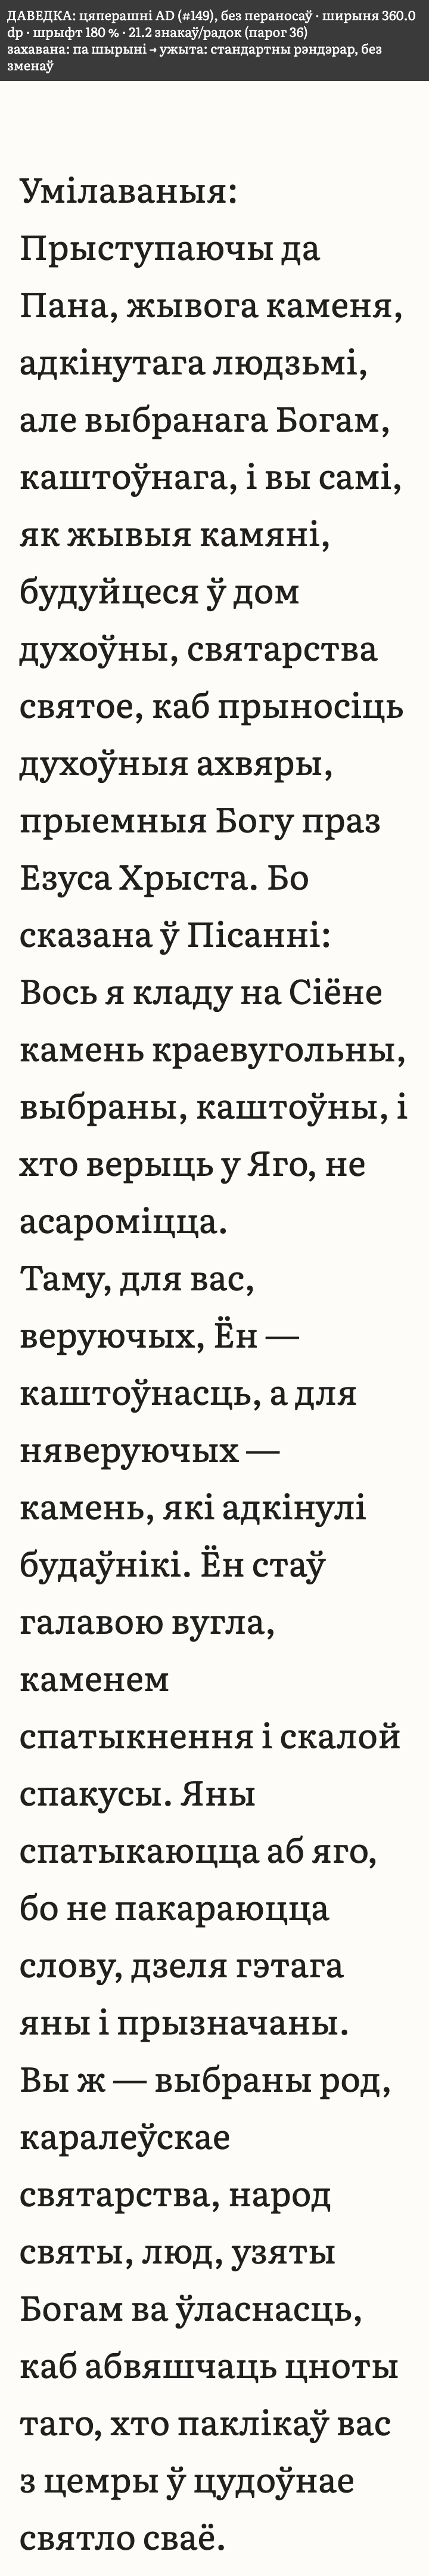 ДАВЕДКА: цяперашні AD (#149), без пераносаў · шырыня 360.0
dp · шрыфт 180 % · 21.2 знакаў/радок (парог 36)
захавана: па шырыні → ужыта: стандартны рэндэрар, без
зменаў
Умілаваныя:
Прыступаючы да
Пана, жывога каменя,
адкінутага людзьмі,
але выбранага Богам,
каштоўнага, і вы самі,
як жывыя камяні,
будуйцеся ў дом
духоўны, святарства
святое, каб прыносіць
духоўныя ахвяры,
прыемныя Богу праз
Езуса Хрыста. Бо
сказана ў Пісанні:
Вось я кладу на Сіёне
камень краевугольны,
выбраны, каштоўны, і
хто верыць у Яго, не
асароміцца.
Таму, для вас,
веруючых, Ён —
каштоўнасць, а для
няверуючых —
камень, які адкінулі
будаўнікі. Ён стаў
галавою вугла,
каменем
спатыкнення і скалой
спакусы. Яны
спатыкаюцца аб яго,
бо не пакараюцца
слову, дзеля гэтага
яны і прызначаны.
Вы ж — выбраны род,
каралеўскае
святарства, народ
святы, люд, узяты
Богам ва ўласнасць,
каб абвяшчаць цноты
таго, хто паклікаў вас
з цемры ў цудоўнае
святло сваё.